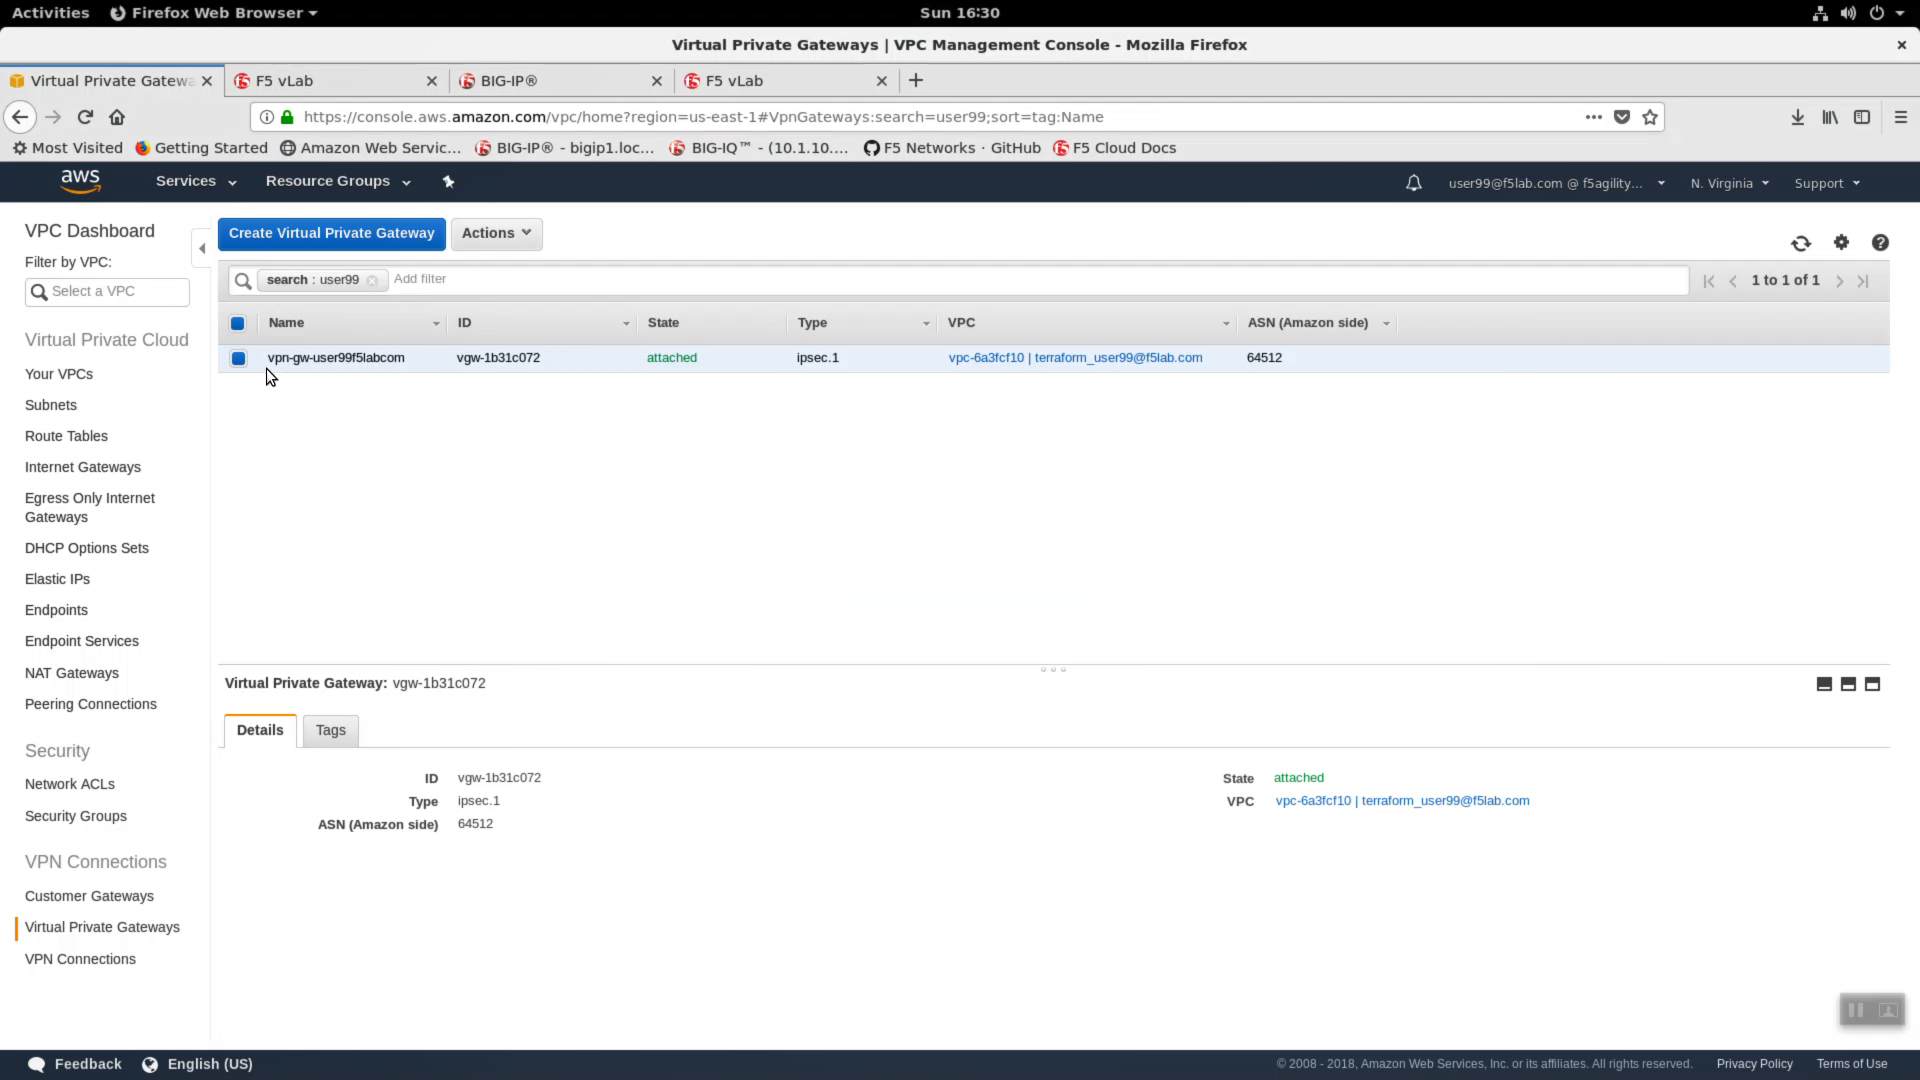 Activities Firefox Web Browser Sun 16:30
Virtual Private Gateways | VPC Management Console - Mozilla Firefox
Virtual Private Gatewa F5 vLab BIG-IP® F5 vLab
https://console.aws.amazon.com/vpc/home?region=us-east-1#VpnGateways:search=user99;sort=tag:Name
Most Visited Getting Started Amazon Web Servic... BIG-IP® - bigip1.loc... BIG-IQ™ - (10.1.10.... F5 Networks · GitHub F5 Cloud Docs
aws Services Resource Groups user99@f5lab.com @ f5agility... N. Virginia Support
VPC Dashboard
Filter by VPC:
Select a VPC
Virtual Private Cloud
Your VPCs
Subnets
Route Tables
Internet Gateways
Egress Only Internet
Gateways
DHCP Options Sets
Elastic IPs
Endpoints
Endpoint Services
NAT Gateways
Peering Connections
Security
Network ACLs
Security Groups
VPN Connections
Customer Gateways
Virtual Private Gateways
VPN Connections
Create Virtual Private Gateway Actions
search : user99 Add filter 1 to 1 of 1
Name ID State Type VPC ASN (Amazon side)
vpn-gw-user99f5labcom vgw-1b31c072 attached ipsec.1 vpc-6a3fcf10 | terraform_user99@f5lab.com 64512
Virtual Private Gateway: vgw-1b31c072
Details Tags
ID vgw-1b31c072 State attached
Type ipsec.1 VPC vpc-6a3fcf10 | terraform_user99@f5lab.com
ASN (Amazon side) 64512
Feedback English (US) © 2008 - 2018, Amazon Web Services, Inc. or its affiliates. All rights reserved. Privacy Policy Terms of Use